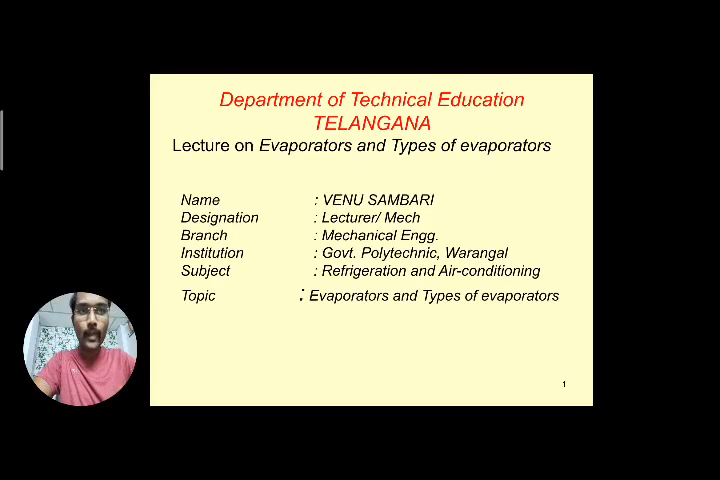 Department of Technical Education
TELANGANA
Lecture on Evaporators and Types of evaporators
Name : VENU SAMBARI
Designation : Lecturer/ Mech
Branch : Mechanical Engg.
Institution : Govt. Polytechnic, Warangal
Subject : Refrigeration and Air-conditioning
Topic : Evaporators and Types of evaporators
1